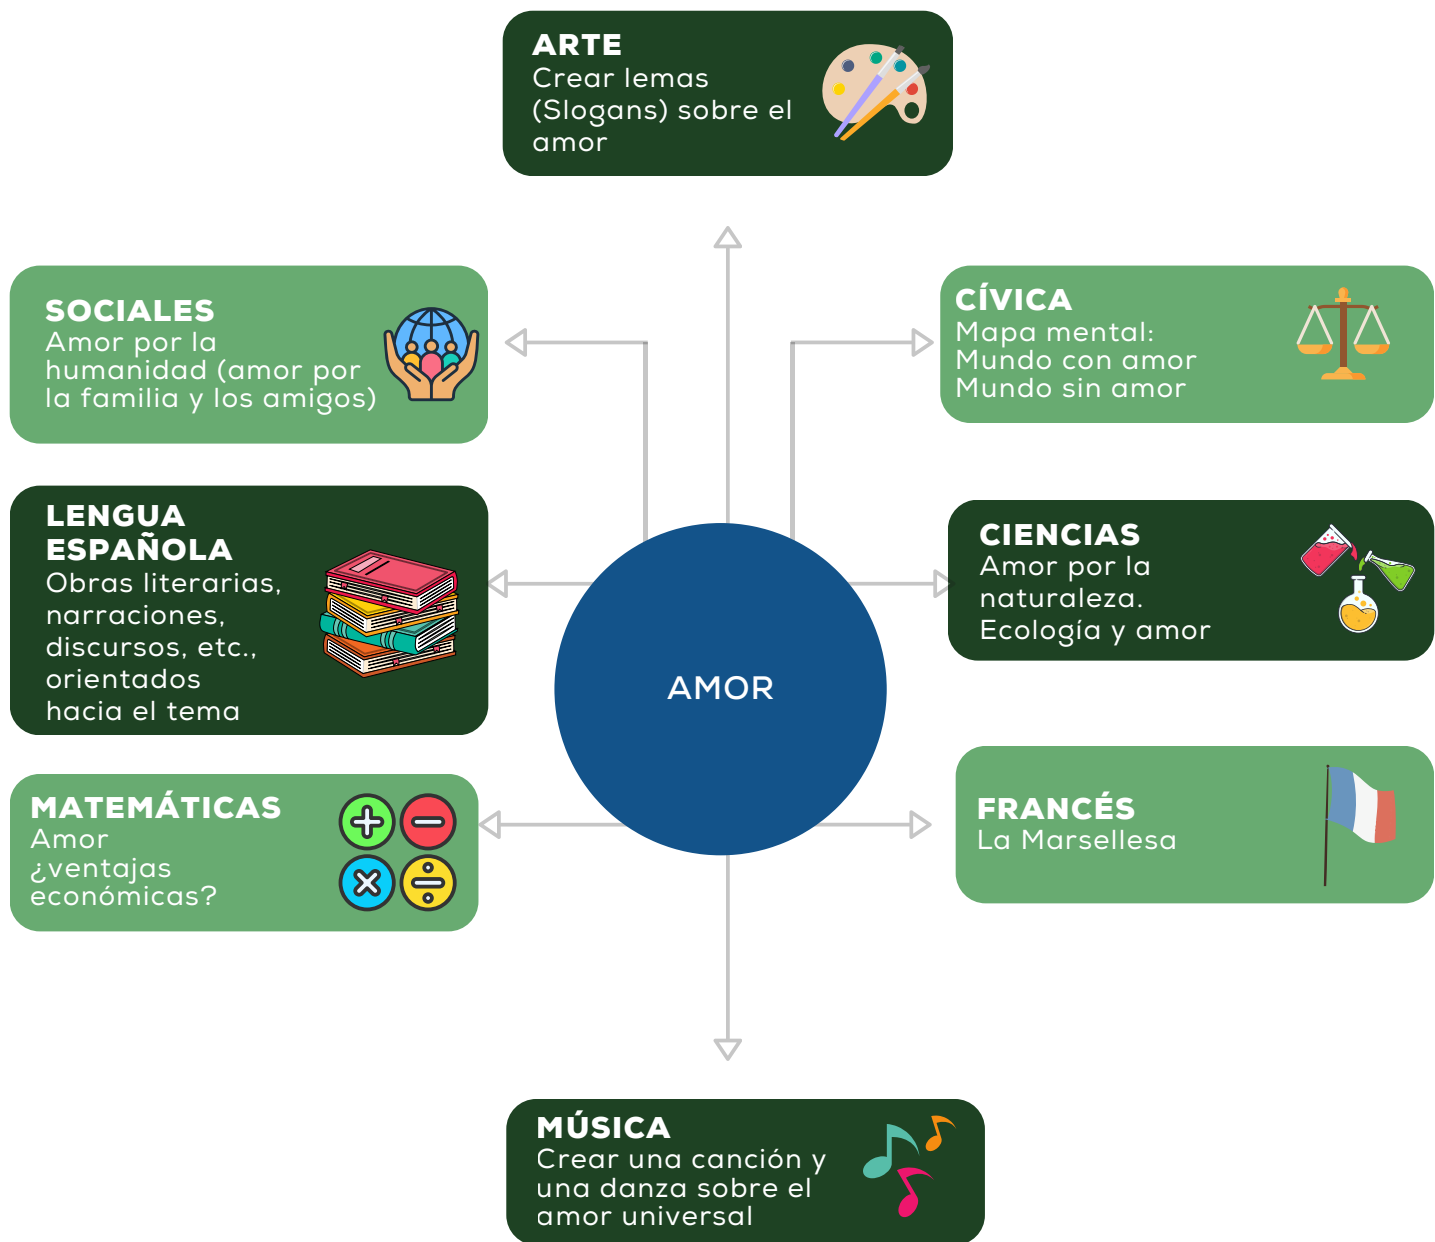 ARTE
Crear lemas
(Slogans) sobre el
amor
SOCIALES
Amor por la
humanidad (amor por
la familia y los amigos)
CÍVICA
Mapa mental:
Mundo con amor
Mundo sin amor
LENGUA
ESPAÑOLA
Obras literarias,
narraciones,
discursos, etc.,
orientados
hacia el tema
CIENCIAS
Amor por la
naturaleza.
Ecología y amor
AMOR
MATEMÁTICAS
Amor
¿ventajas
económicas?
FRANCÉS
La Marsellesa
MÚSICA
Crear una canción y
una danza sobre el
amor universal